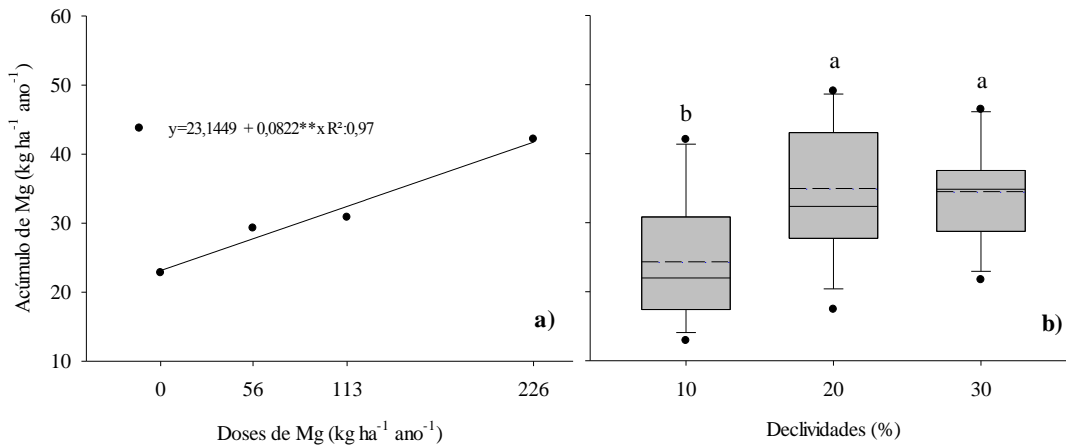 Acúmulo de Mg (kg ha⁻¹ ano⁻¹)
60
50
40
30
20
10
y=23,1449 + 0,0822**x R²:0,97
a)
0 56 113 226
Doses de Mg (kg ha⁻¹ ano⁻¹)
b a a
b)
10 20 30
Declividades (%)